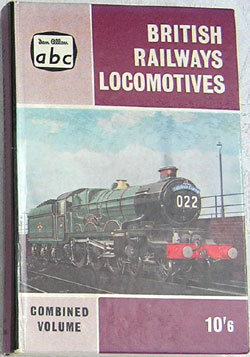 Ian Allan
abc
BRITISH
RAILWAYS
LOCOMOTIVES
022
COMBINED
VOLUME
10'6